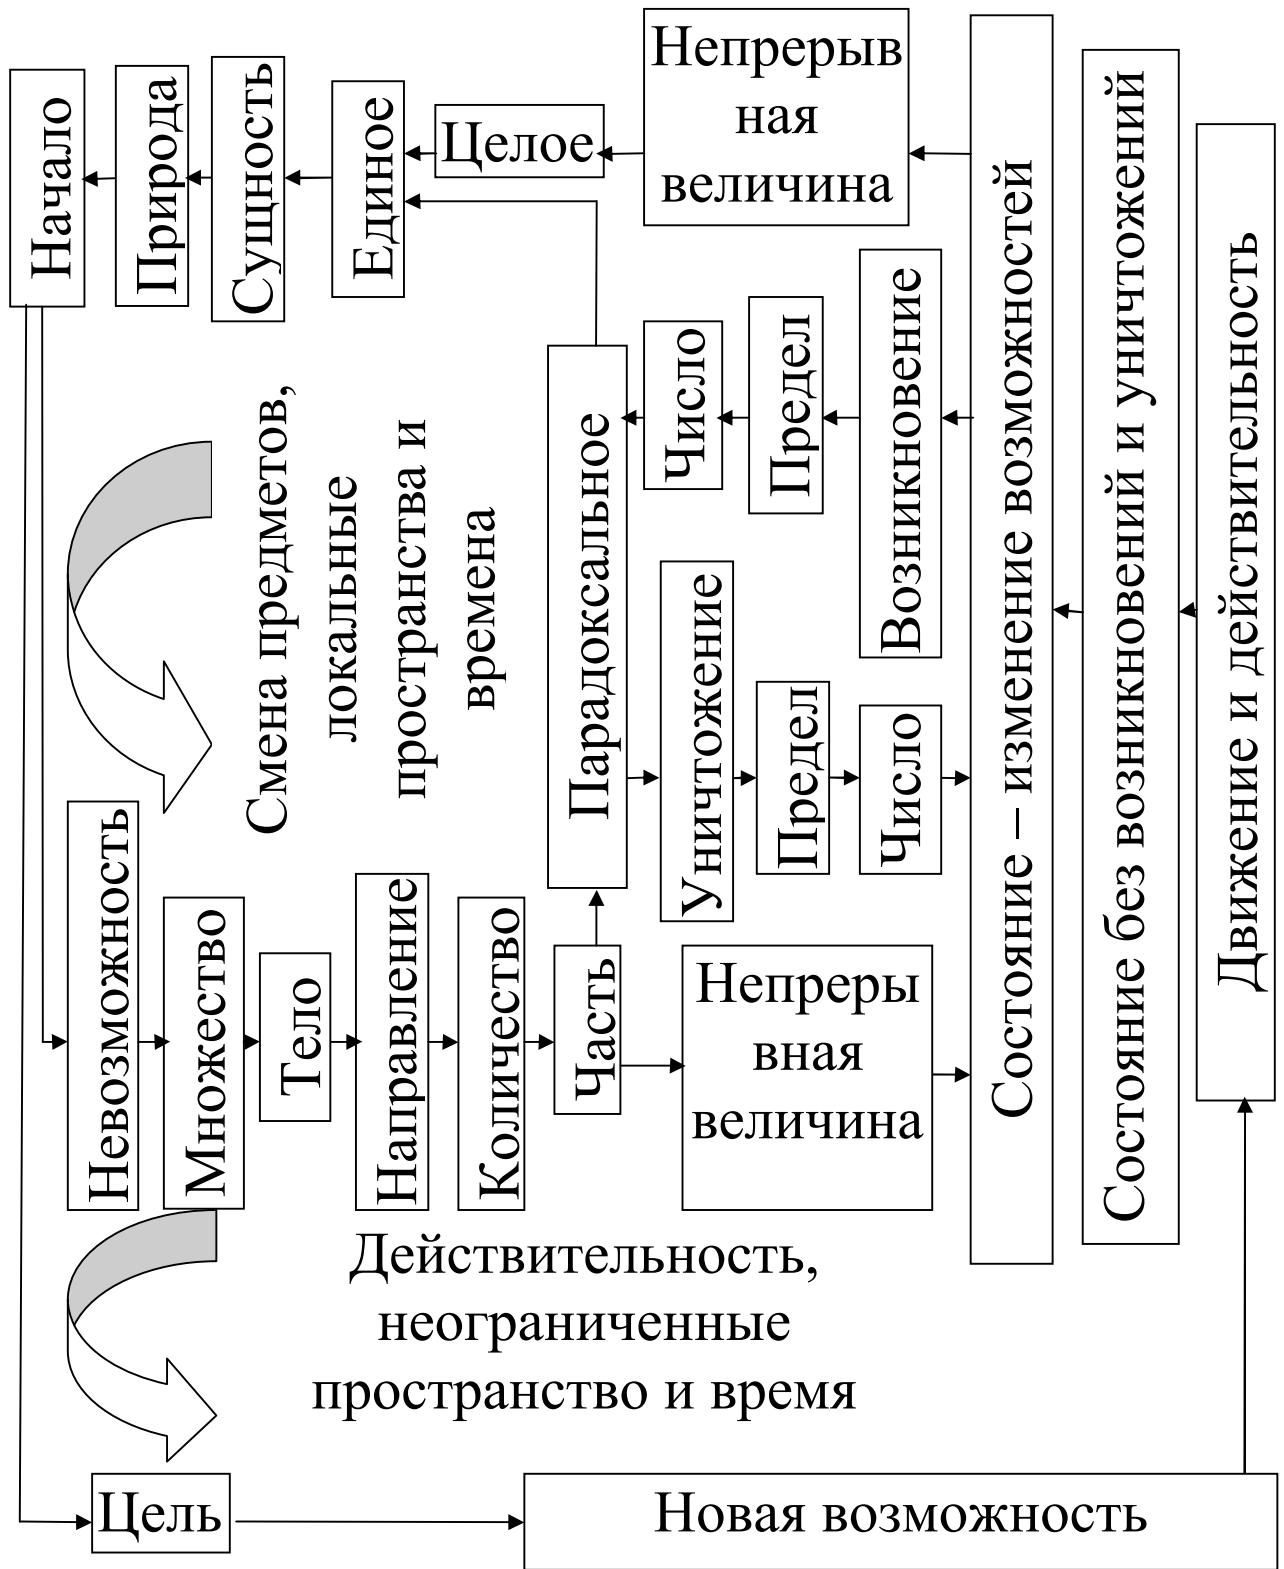 Начало
Природа
Сущность
Единое
Целое
Непрерыв
ная
величина
Смена предметов,
локальные
пространства и
времена
Парадоксальное
Число
Предел
Возникновение
Уничтожение
Предел
Число
Состояние – изменение возможностей
Состояние без возникновений и уничтожений
Движение и действительность
Невозможность
Множество
Тело
Направление
Количество
Часть
Непреры
вная
величина
Действительность,
неограниченные
пространство и время
Цель
Новая возможность